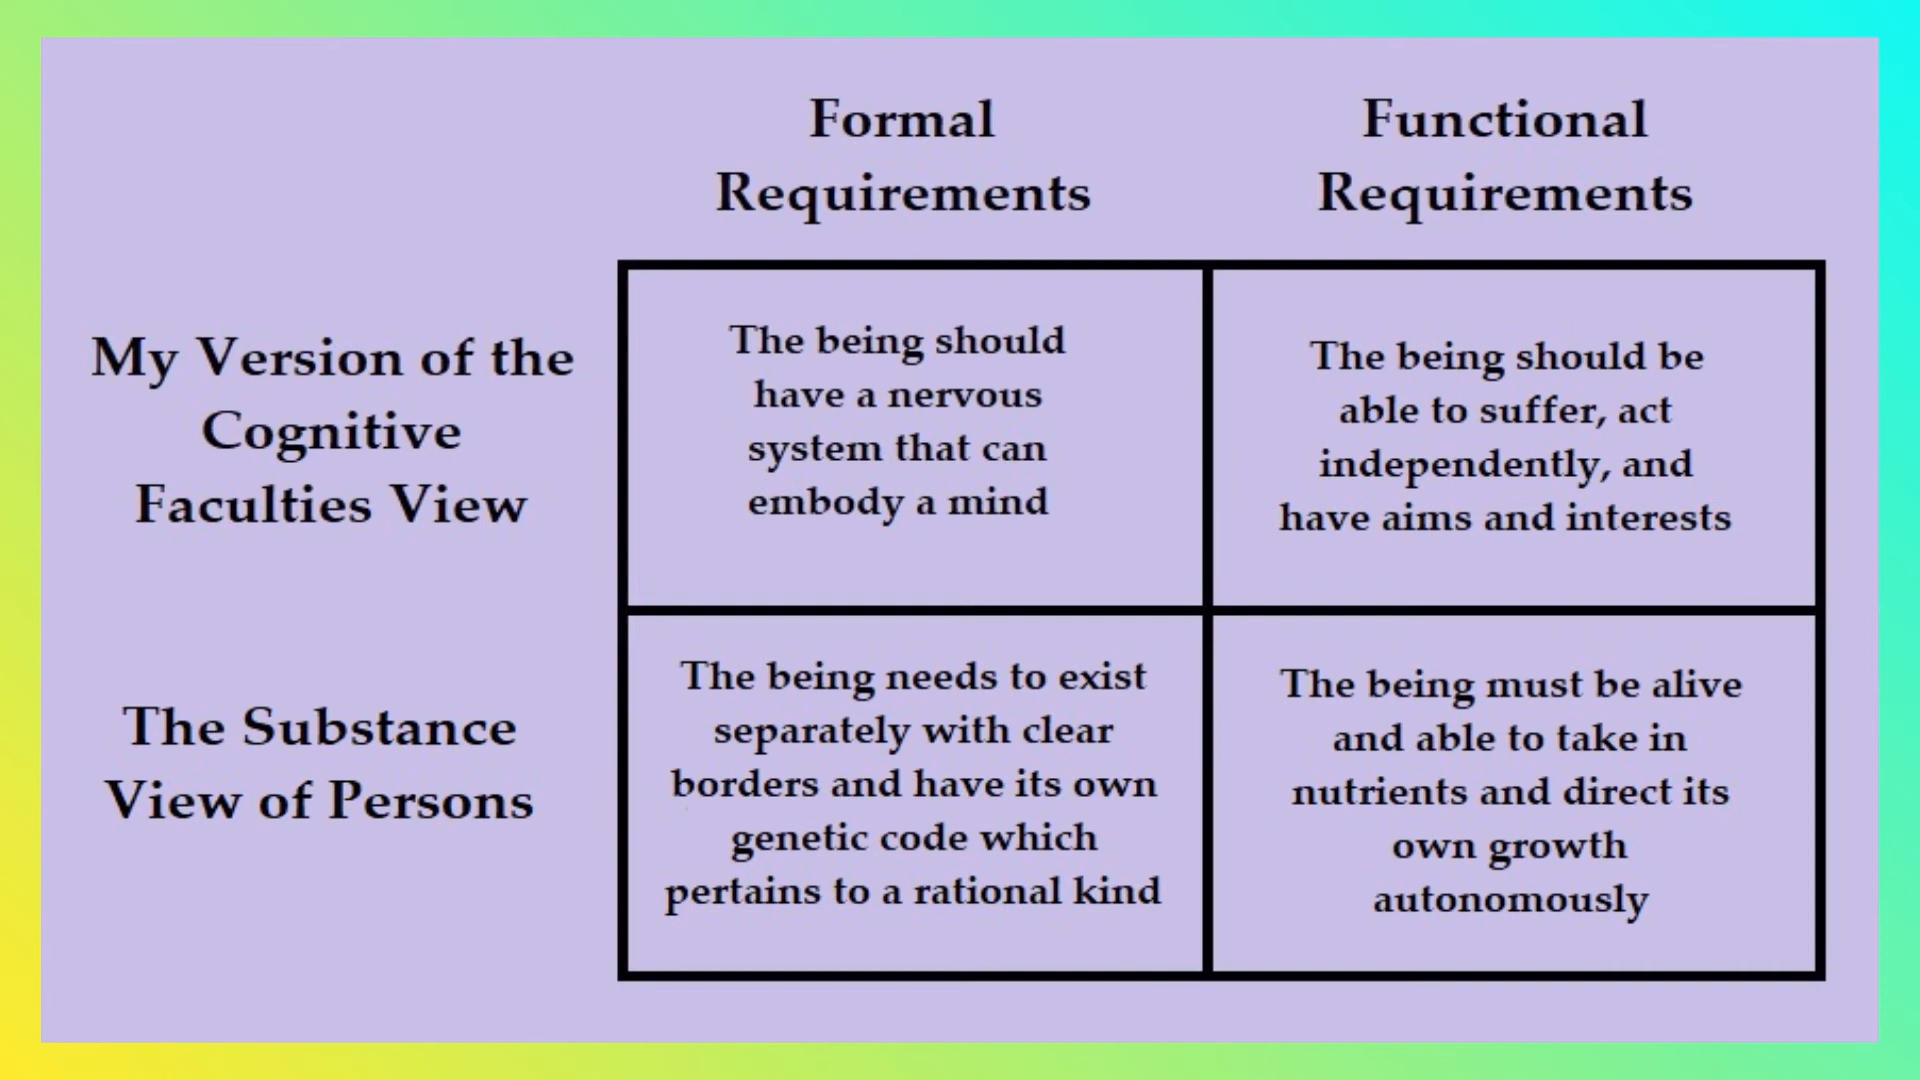 Formal
Requirements
Functional
Requirements
My Version of the
Cognitive
Faculties View
The being should
have a nervous
system that can
embody a mind
The being should be
able to suffer, act
independently, and
have aims and interests
The Substance
View of Persons
The being needs to exist
separately with clear
borders and have its own
genetic code which
pertains to a rational kind
The being must be alive
and able to take in
nutrients and direct its
own growth
autonomously